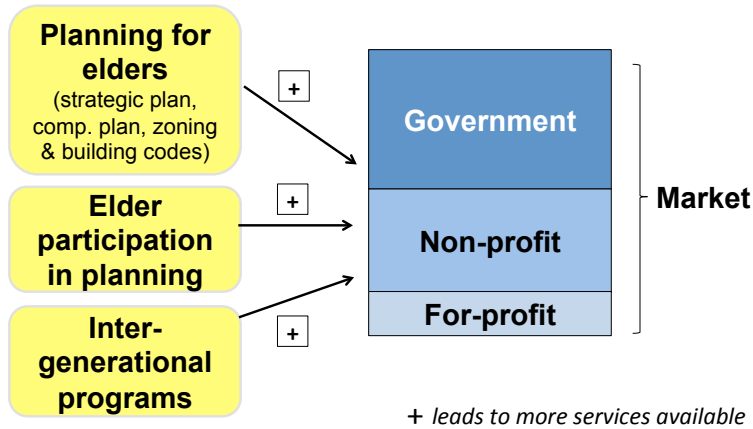 Planning for
elders
(strategic plan,
comp. plan, zoning
& building codes)
+
Elder
participation
in planning
+
Inter-
generational
programs
+
Government
Non-profit
For-profit
Market
+ leads to more services available